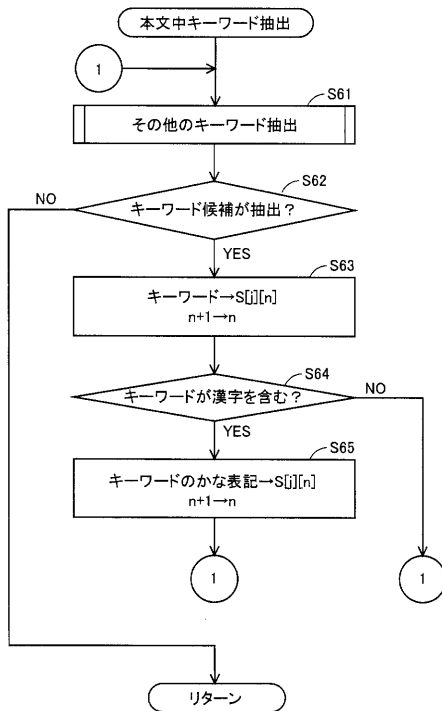 本文中キーワード抽出
1
S61
その他のキーワード抽出
S62
NO
キーワード候補が抽出?
YES
S63
キーワード→S[j][n]
n+1→n
S64
キーワードが漢字を含む?
NO
YES
S65
キーワードのかな表記→S[j][n]
n+1→n
1
1
リターン